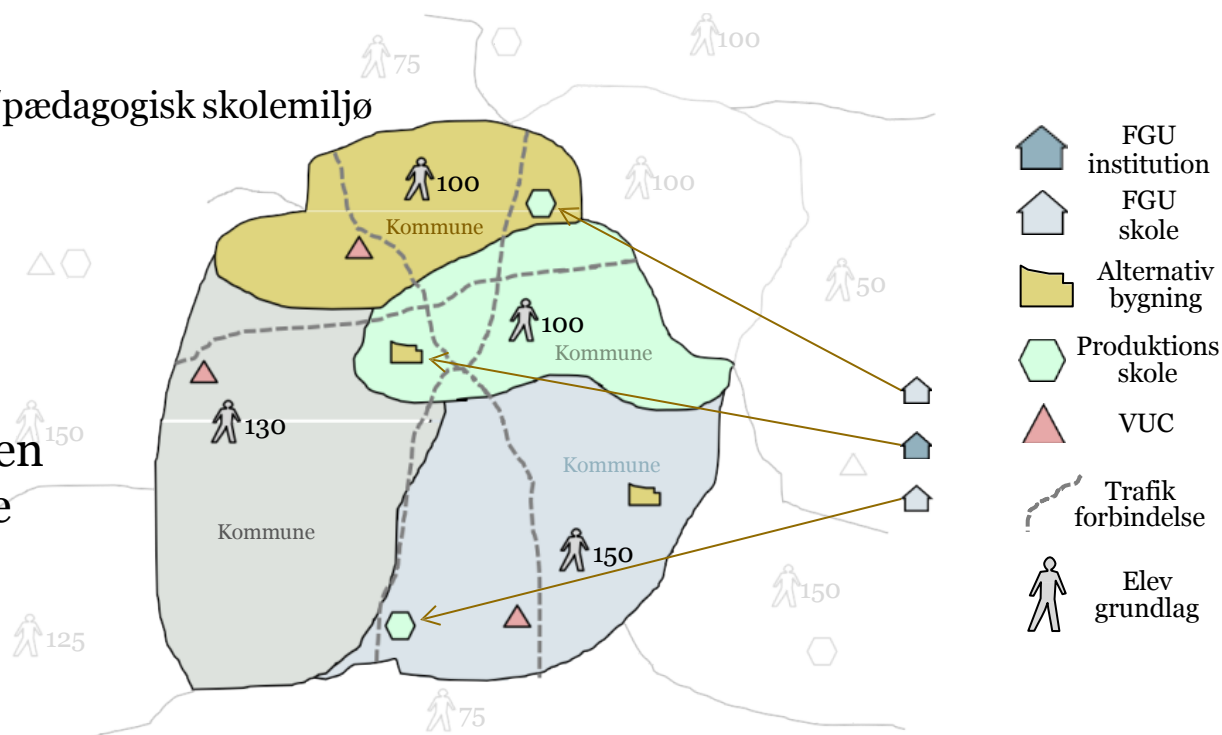 75
100
/pædagogisk skolemiljø
100
100
Kommune
50
100
Kommune
130
150
en
e
Kommune
Kommune
150
150
125
75
FGU
institution
FGU
skole
Alternativ
bygning
Produktions
skole
VUC
Trafik
forbindelse
Elev
grundlag